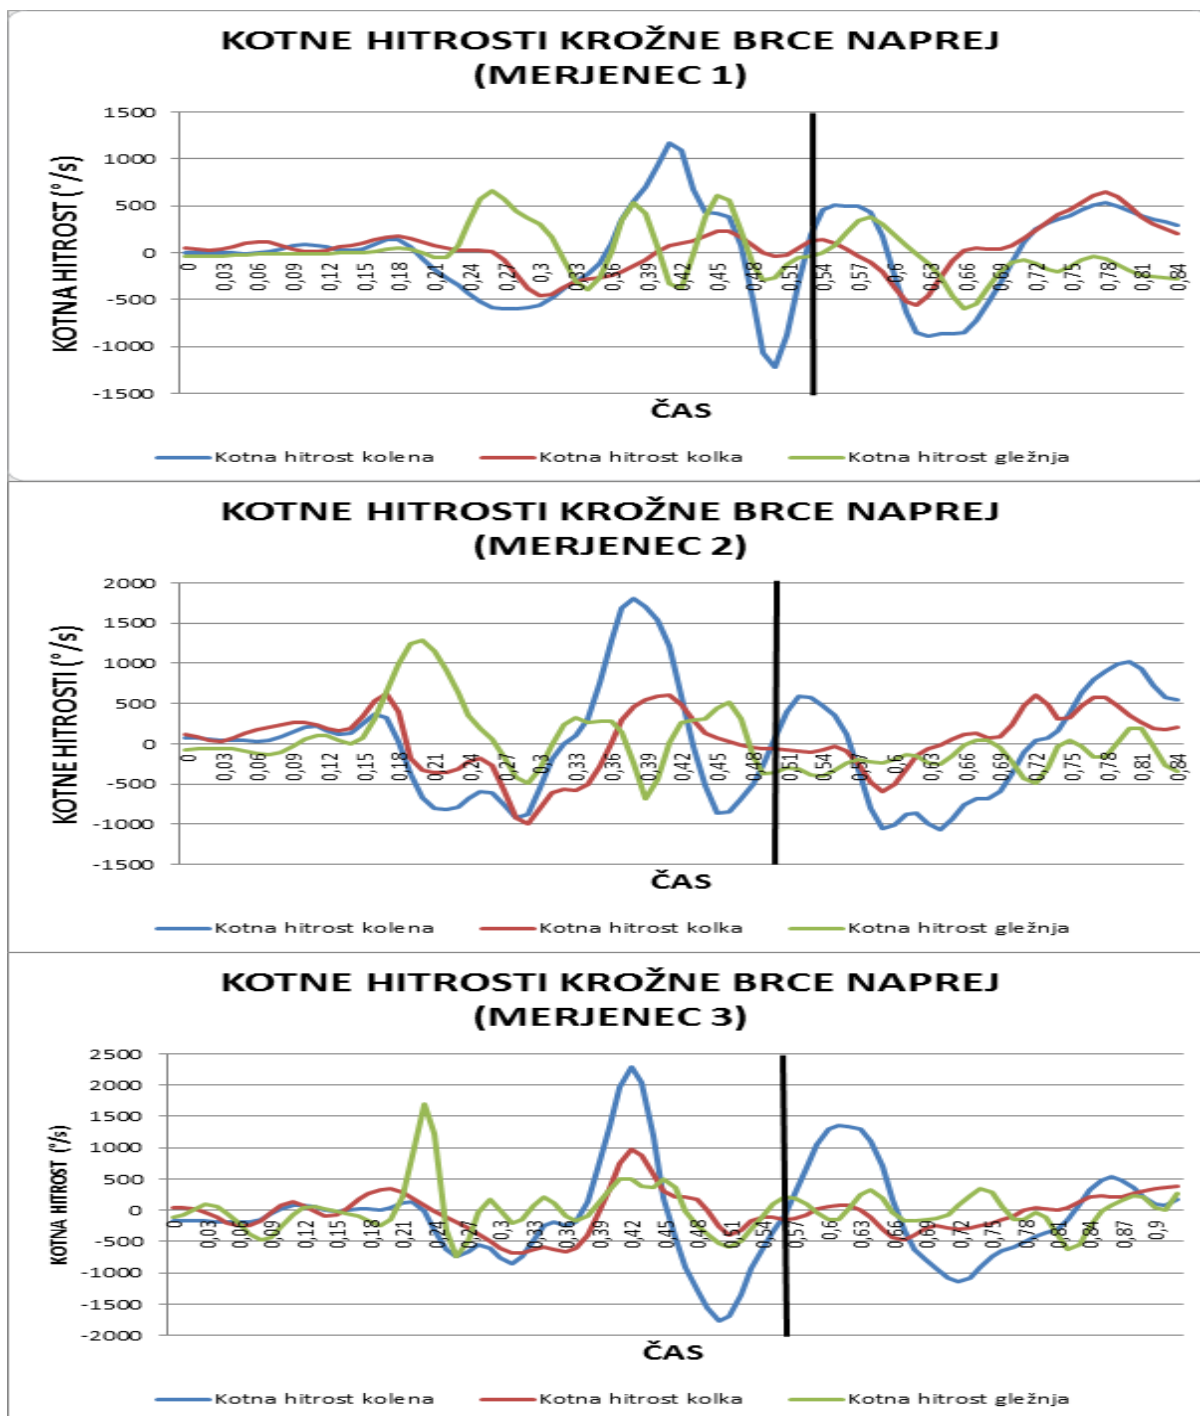 KOTNE HITROSTI KROŽNE BRCE NAPREJ
(MERJENEC 1)
KOTNA HITROST (°/s)
1500
1000
500
0
-500
-1000
-1500
0 0,03 0,06 0,09 0,12 0,15 0,18 0,21 0,24 0,27 0,3 0,33 0,36 0,39 0,42 0,45 0,48 0,51 0,54 0,57 0,6 0,63 0,66 0,69 0,72 0,75 0,78 0,81 0,84
ČAS
Kotna hitrost kolena Kotna hitrost kolka Kotna hitrost gležnja
KOTNE HITROSTI KROŽNE BRCE NAPREJ
(MERJENEC 2)
KOTNE HITROSTI (°/s)
2000
1500
1000
500
0
-500
-1000
-1500
0 0,03 0,06 0,09 0,12 0,15 0,18 0,21 0,24 0,27 0,3 0,33 0,36 0,39 0,42 0,45 0,48 0,51 0,54 0,57 0,6 0,63 0,66 0,69 0,72 0,75 0,78 0,81 0,84
ČAS
Kotna hitrost kolena Kotna hitrost kolka Kotna hitrost gležnja
KOTNE HITROSTI KROŽNE BRCE NAPREJ
(MERJENEC 3)
KOTNA HITROST (°/s)
2500
2000
1500
1000
500
0
-500
-1000
-1500
-2000
0 0,03 0,06 0,09 0,12 0,15 0,18 0,21 0,24 0,27 0,3 0,33 0,36 0,39 0,42 0,45 0,48 0,51 0,54 0,57 0,6 0,63 0,66 0,69 0,72 0,75 0,78 0,81 0,84 0,87 0,9
ČAS
Kotna hitrost kolena Kotna hitrost kolka Kotna hitrost gležnja